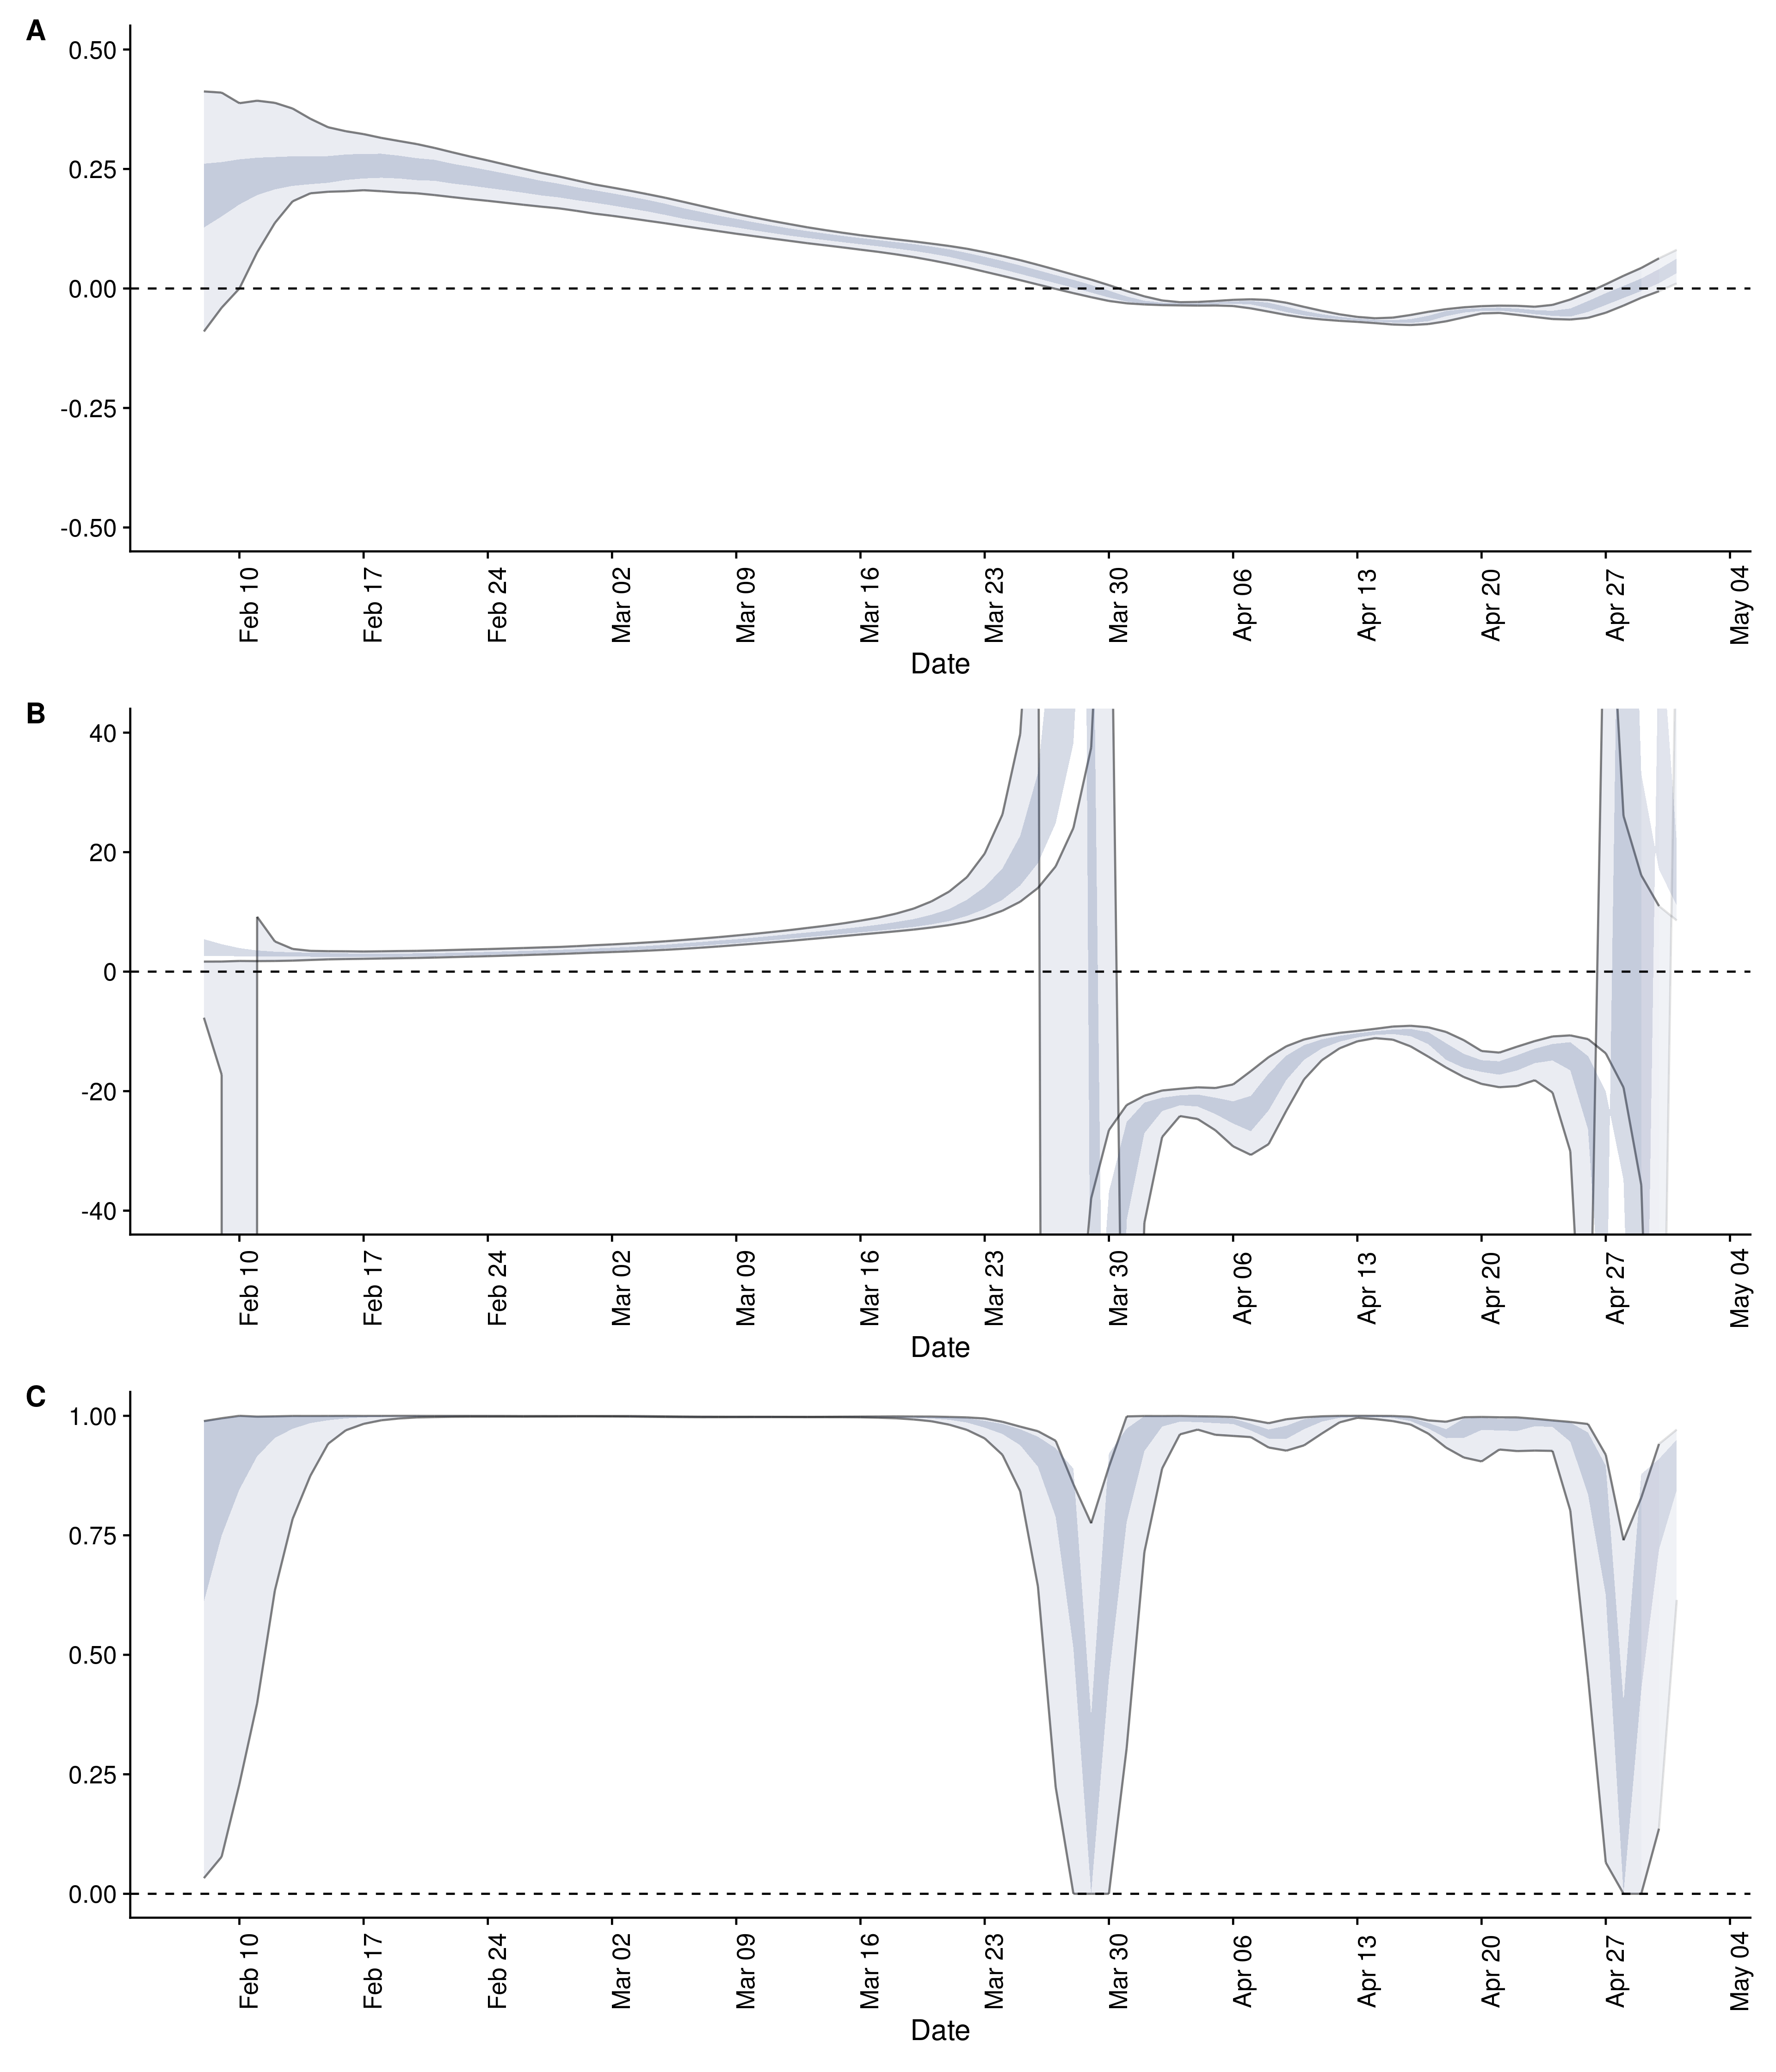 A
0.50
0.25
0.00
-0.25
-0.50
Feb 10
Feb 17
Feb 24
Mar 02
Mar 09
Mar 16
Mar 23
Mar 30
Apr 06
Apr 13
Apr 20
Apr 27
May 04
Date
B
40
20
0
-20
-40
Feb 10
Feb 17
Feb 24
Mar 02
Mar 09
Mar 16
Mar 23
Mar 30
Apr 06
Apr 13
Apr 20
Apr 27
May 04
Date
C
1.00
0.75
0.50
0.25
0.00
Feb 10
Feb 17
Feb 24
Mar 02
Mar 09
Mar 16
Mar 23
Mar 30
Apr 06
Apr 13
Apr 20
Apr 27
May 04
Date